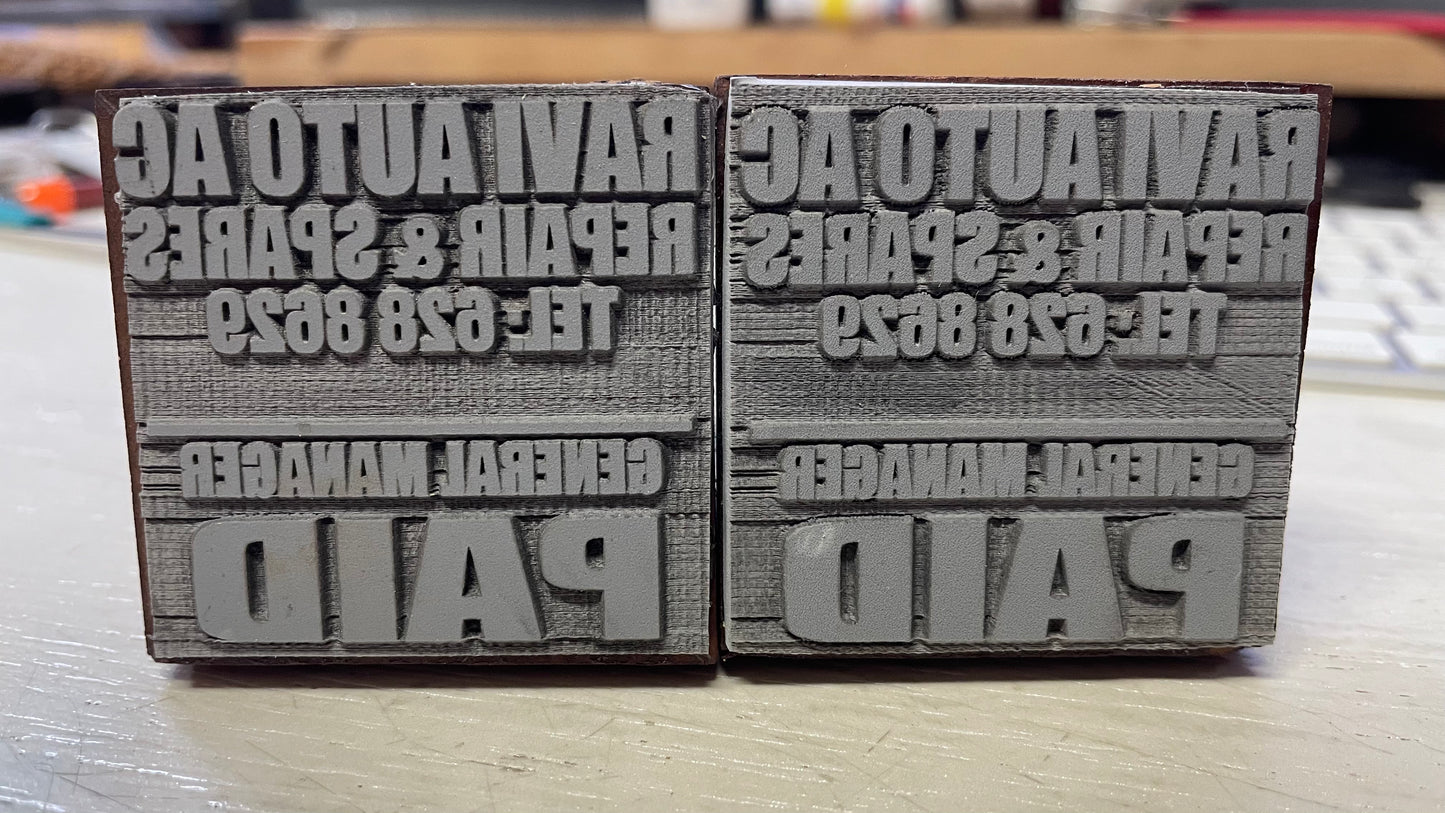 RAVI AUTO AC
REPAIR & SPARES
TEL: 628 8629
GENERAL MANAGER
PAID
RAVI AUTO AC
REPAIR & SPARES
TEL: 628 8629
GENERAL MANAGER
PAID